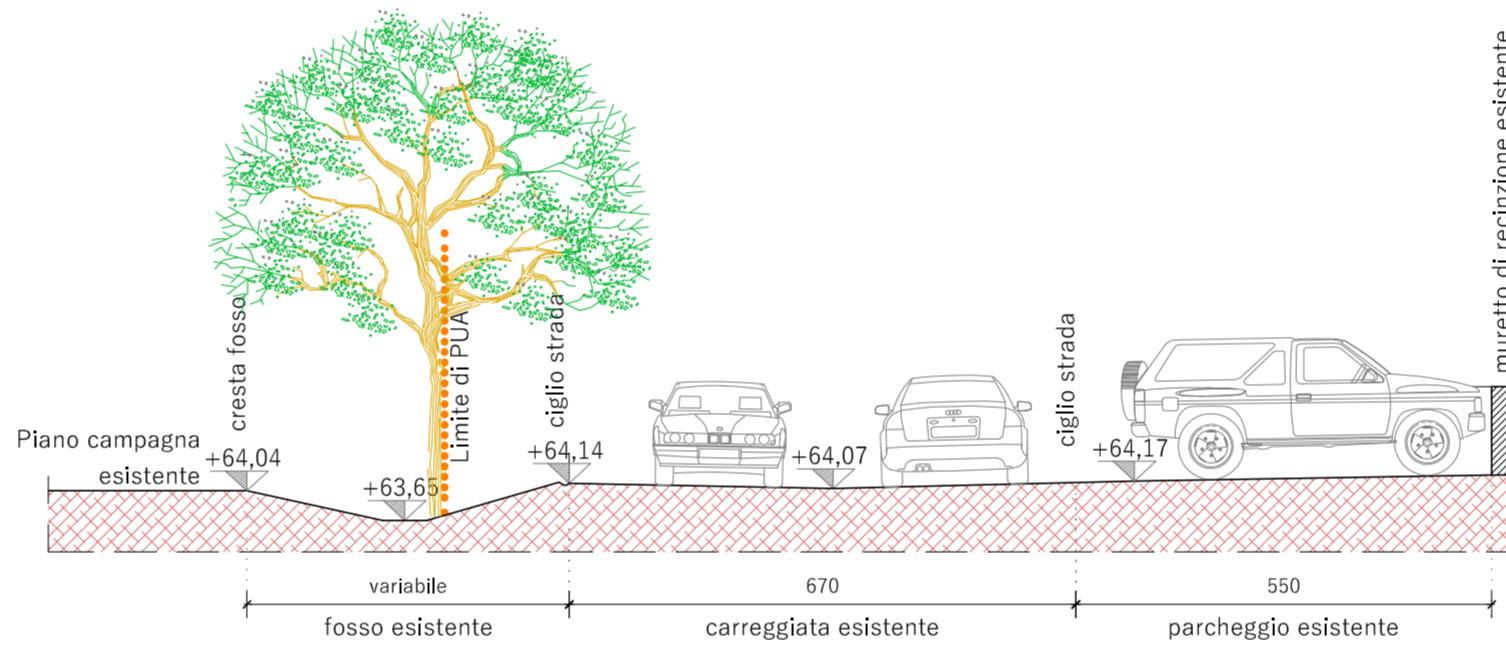 cresta fosso
Limite di PUA
ciglio strada
ciglio strada
muretto di recinzione esistente
Piano campagna
esistente
+64,04
+63,65
+64,14
+64,07
+64,17
variabile
670
550
fosso esistente
carreggiata esistente
parcheggio esistente